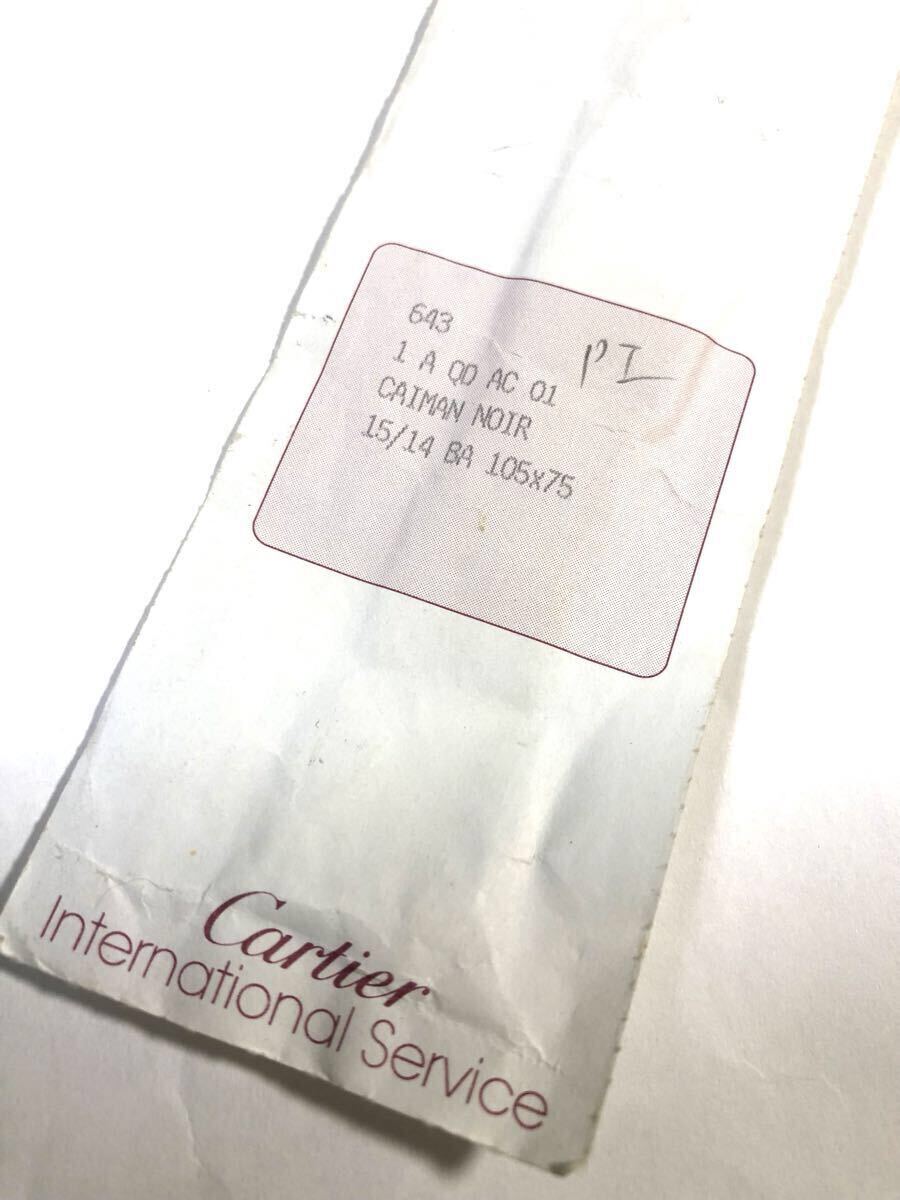 643
1 A QD AC 01
PI
CAIMAN NOIR
15/14 BA 105x75
Cartier
International Service